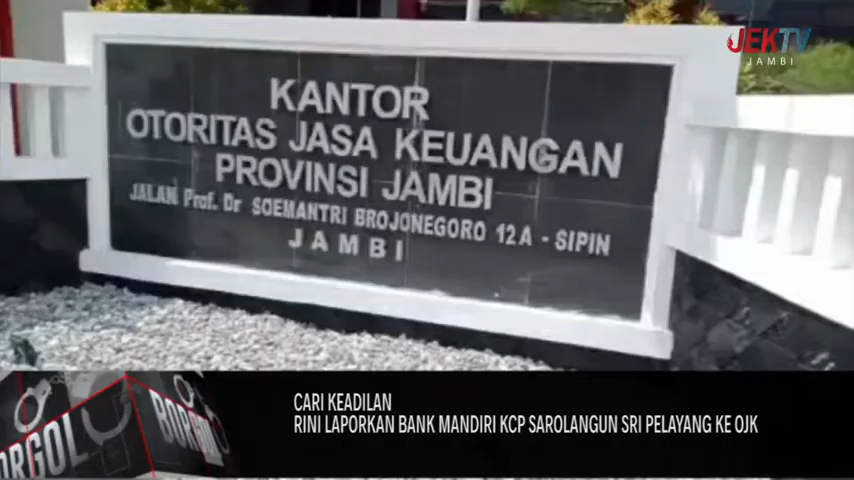 JEKTV
JAMBI
KANTOR
OTORITAS JASA KEUANGAN
PROVINSI JAMBI
JALAN Prof. Dr SOEMANTRI BROJONEGORO 12A - SIPIN
JAMBI
BORGOL
CARI KEADILAN
RINI LAPORKAN BANK MANDIRI KCP SAROLANGUN SRI PELAYANG KE OJK